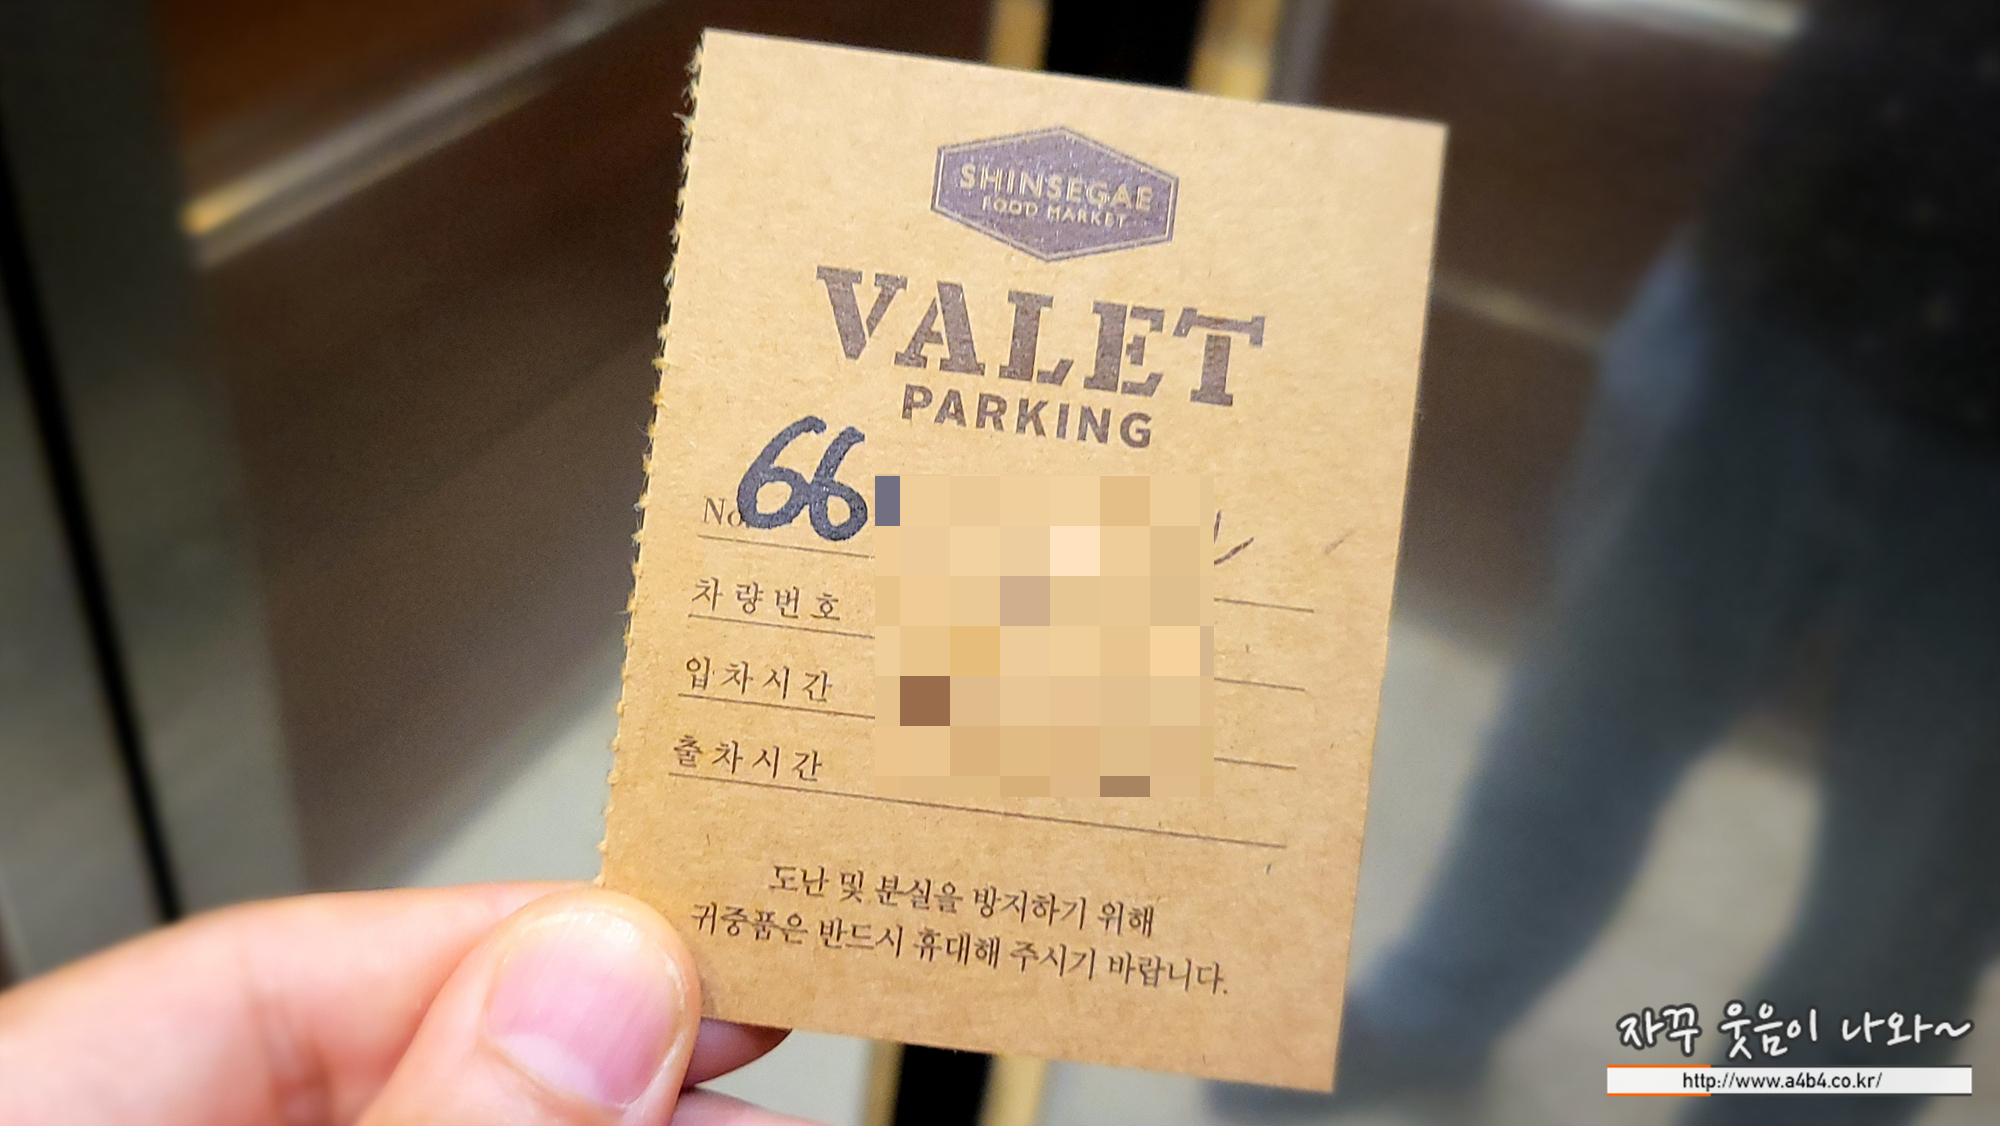 SHINSEGAE
FOOD MARKET
VALET
PARKING
No. 66
차량번호
입차시간
출차시간
도난 및 분실을 방지하기 위해
귀중품은 반드시 휴대해 주시기 바랍니다.
자꾸 웃음이 나와~
http://www.a4b4.co.kr/